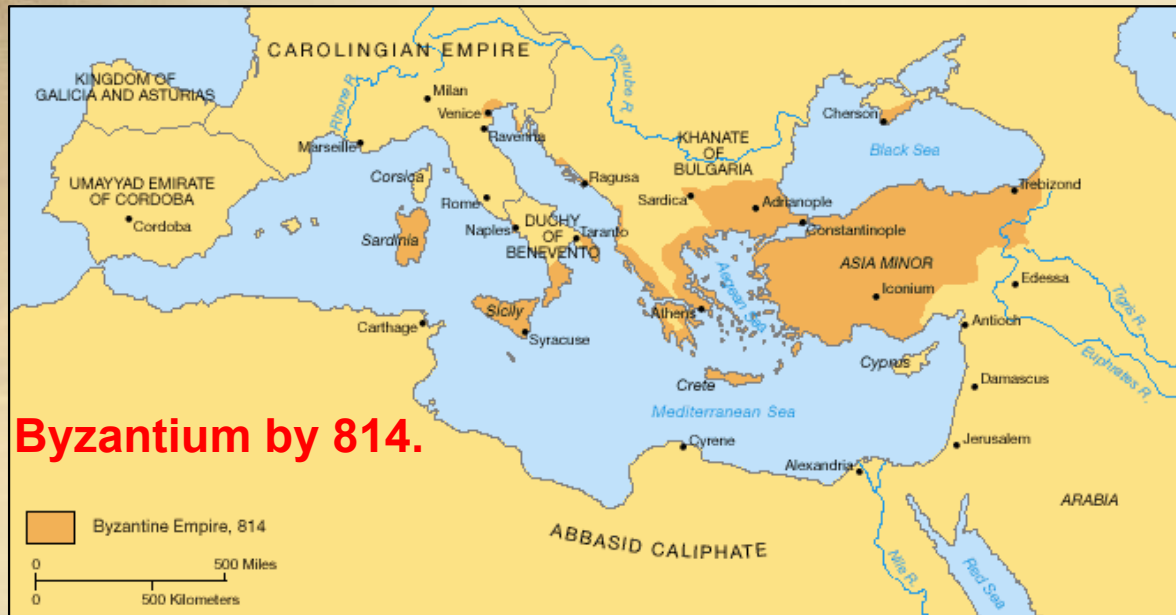 CAROLINGIAN EMPIRE
KINGDOM OF
GALICIA AND ASTURIAS
Rhone R.
Danube R.
Milan
Venice
Ravenna
Marseille
Cherson
Black Sea
KHANATE
OF
BULGARIA
Corsica
UMAYYAD EMIRATE
OF CORDOBA
Cordoba
Ragusa
Sardica
Adrianople
Trebizond
Rome
Constantinople
Naples
DUCHY
OF
BENEVENTO
Taranto
Sardinia
Aegean Sea
ASIA MINOR
Iconium
Edessa
Tigris R.
Sicily
Athens
Carthage
Syracuse
Antioch
Euphrates R.
Cyprus
Crete
Damascus
Mediterranean Sea
Byzantium by 814.
Cyrene
Alexandria
Jerusalem
ARABIA
Byzantine Empire, 814
ABBASID CALIPHATE
Nile R.
Red Sea
0 500 Miles
0 500 Kilometers